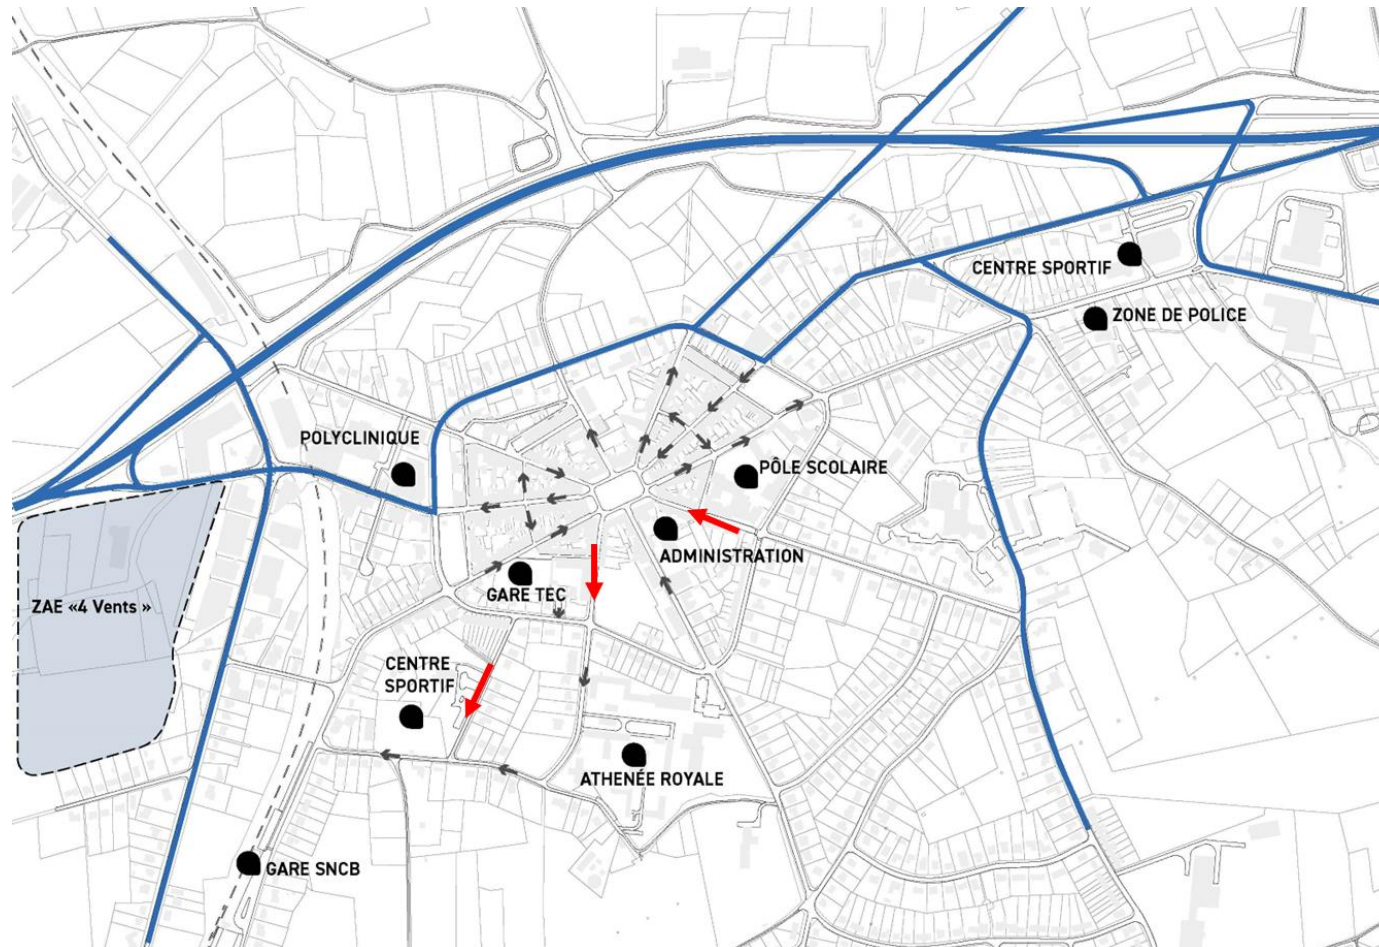 CENTRE SPORTIF
ZONE DE POLICE
POLYCLINIQUE
PÔLE SCOLAIRE
ADMINISTRATION
GARE TEC
ZAE «4 Vents »
CENTRE
SPORTIF
ATHENÉE ROYALE
GARE SNCB